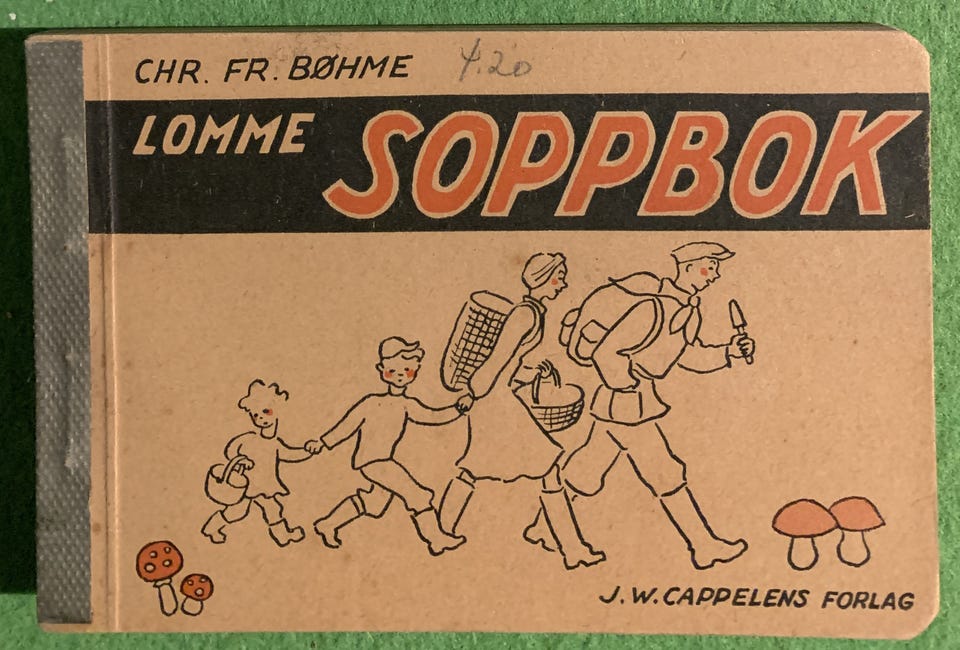 CHR. FR. BØHME 4.20
LOMME SOPPBOK
J.W. CAPPELENS FORLAG